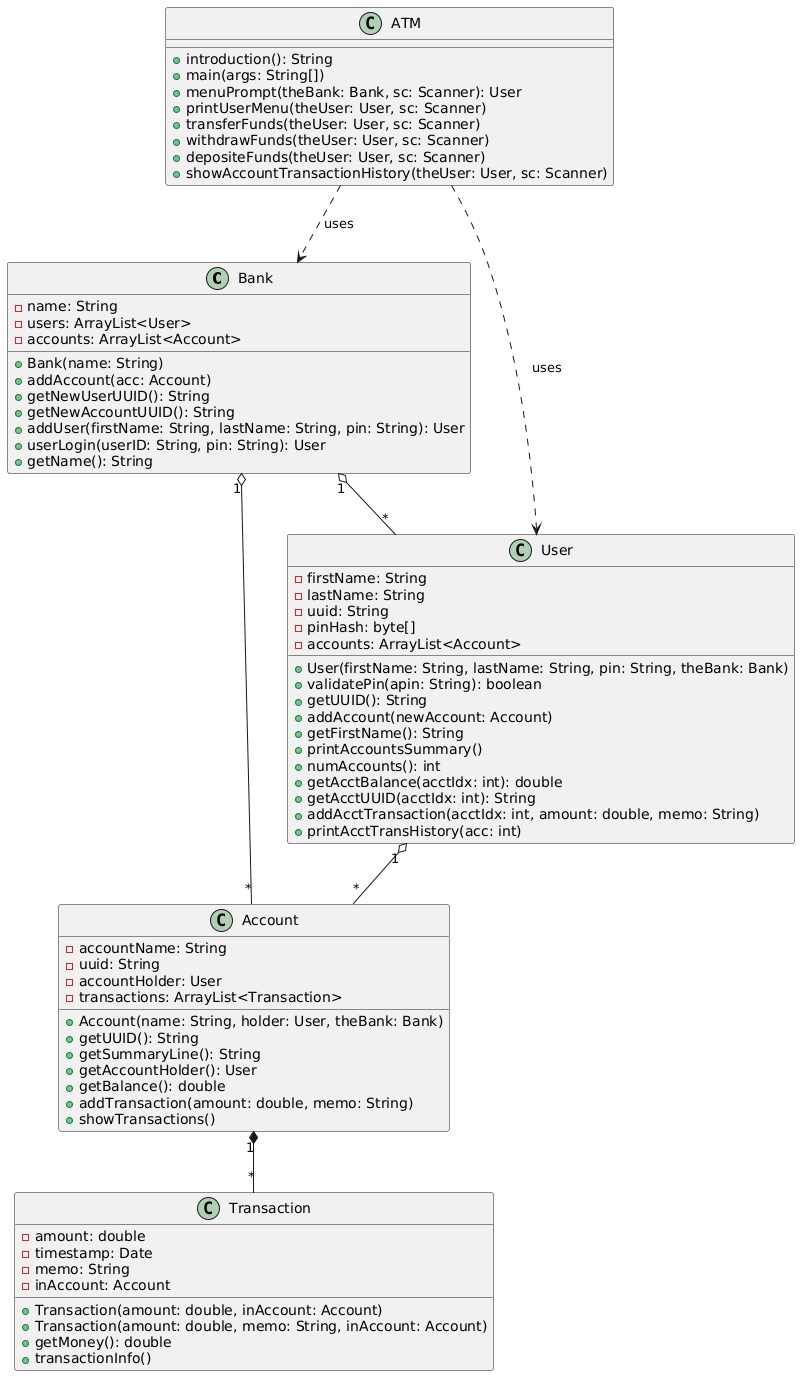 C ATM
introduction(): String
main(args: String[])
menuPrompt(theBank: Bank, sc: Scanner): User
printUserMenu(theUser: User, sc: Scanner)
transferFunds(theUser: User, sc: Scanner)
withdrawFunds(theUser: User, sc: Scanner)
depositeFunds(theUser: User, sc: Scanner)
showAccountTransactionHistory(theUser: User, sc: Scanner)
uses
C Bank
name: String
users: ArrayList<User>
accounts: ArrayList<Account>
Bank(name: String)
addAccount(acc: Account)
getNewUserUUID(): String
getNewAccountUUID(): String
addUser(firstName: String, lastName: String, pin: String): User
userLogin(userID: String, pin: String): User
getName(): String
uses
1
1
*
C User
firstName: String
lastName: String
uuid: String
pinHash: byte[]
accounts: ArrayList<Account>
User(firstName: String, lastName: String, pin: String, theBank: Bank)
validatePin(apin: String): boolean
getUUID(): String
addAccount(newAccount: Account)
getFirstName(): String
printAccountsSummary()
numAccounts(): int
getAcctBalance(acctIdx: int): double
getAcctUUID(acctIdx: int): String
addAcctTransaction(acctIdx: int, amount: double, memo: String)
printAcctTransHistory(acc: int)
1
*
*
C Account
accountName: String
uuid: String
accountHolder: User
transactions: ArrayList<Transaction>
Account(name: String, holder: User, theBank: Bank)
getUUID(): String
getSummaryLine(): String
getAccountHolder(): User
getBalance(): double
addTransaction(amount: double, memo: String)
showTransactions()
1
*
C Transaction
amount: double
timestamp: Date
memo: String
inAccount: Account
Transaction(amount: double, inAccount: Account)
Transaction(amount: double, memo: String, inAccount: Account)
getMoney(): double
transactionInfo()